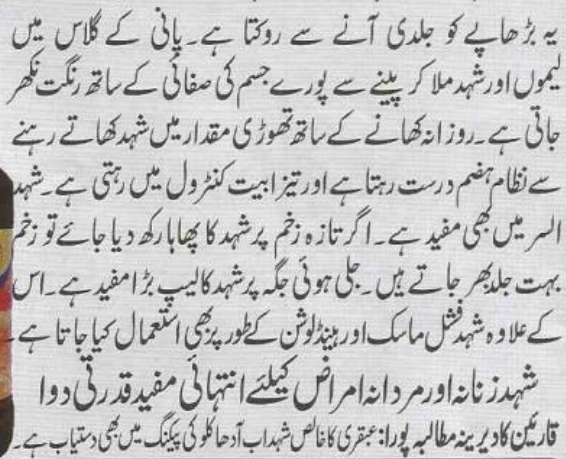 یہ بڑھاپے کو جلدی آنے سے روکتا ہے۔ پانی کے گلاس میں
لیموں اور شہد ملا کر پینے سے پورے جسم کی صفائی کے ساتھ رنگت نکھر
جاتی ہے۔ روزانہ کھانے کے ساتھ تھوڑی مقدار میں شہد کھاتے رہنے
سے نظام ہضم درست رہتا ہے اور تیزابیت کنٹرول میں رہتی ہے۔ شہد
السر میں بھی مفید ہے۔ اگر تازہ زخم پر شہد کا پھاہا رکھ دیا جائے تو زخم
بہت جلد بھر جاتے ہیں۔ جلی ہوئی جگہ پر شہد کا لیپ بڑا مفید ہے۔ اس
کے علاوہ شہد فشل ماسک اور ہینڈ لوشن کے طور پر بھی استعمال کیا جاتا ہے۔
شہد زنانہ اور مردانہ امراض کیلئے انتہائی مفید قدرتی دوا
قارئین کا دیرینہ مطالبہ پورا: عبقری کا خالص شہد اب آدھا کلو کی پیکنگ میں بھی دستیاب ہے۔